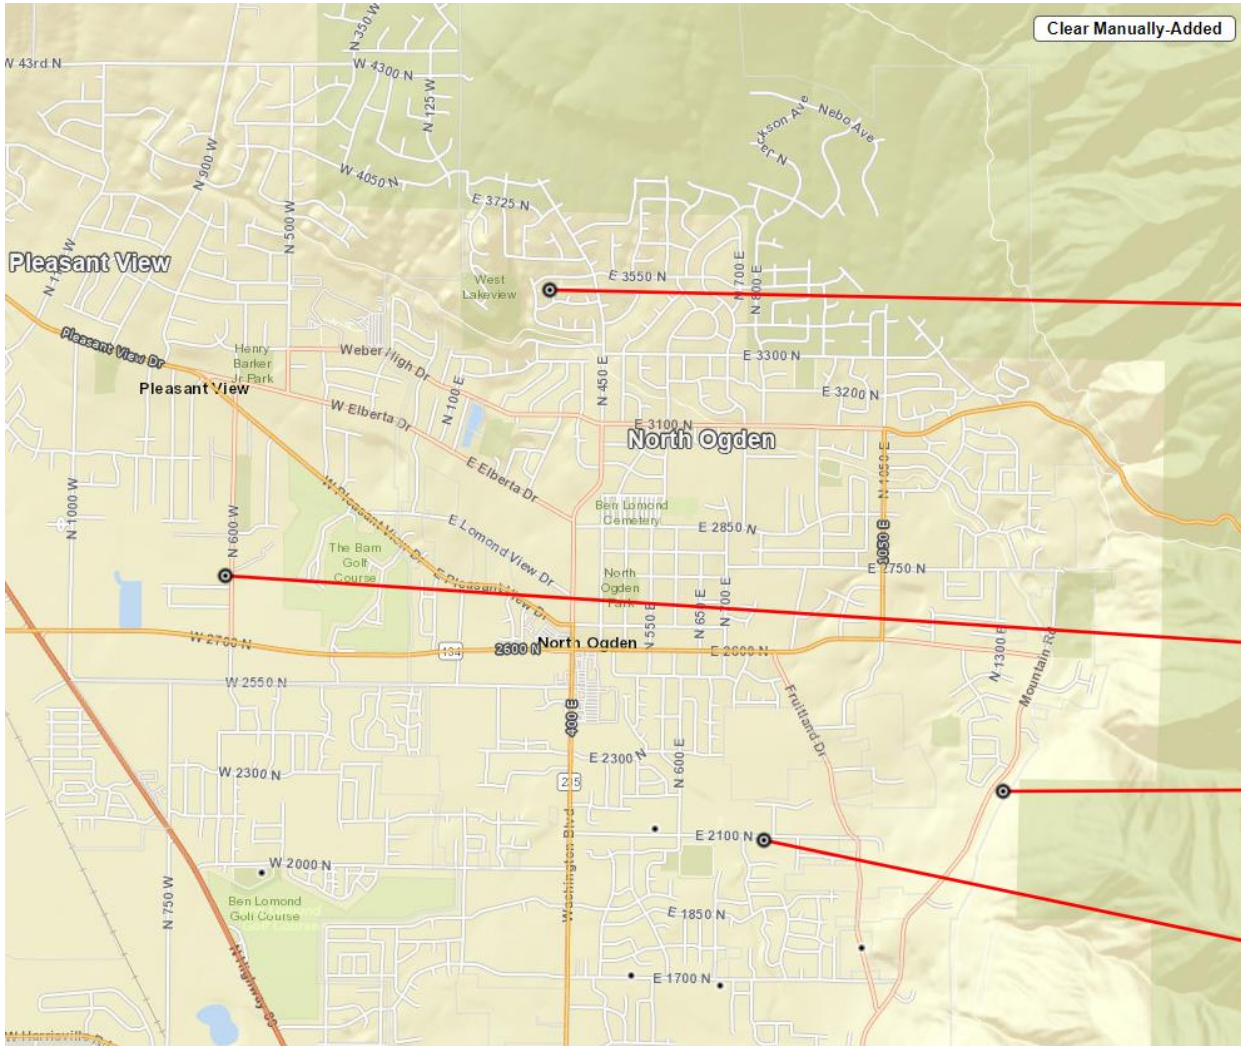 Clear Manually-Added
N 350 W
W 43rd N
W 4300 N
N 125 W
Nebo Ave
N Jackson Ave
N 900 W
W 4050 N
E 3725 N
N 500 W
Pleasant View
West
Lakeview
E 3550 N
N 700 E
N 800 E
Pleasant View Dr
Henry
Barker
Jr Park
Weber High Dr
E 3300 N
Pleasant View
N 450 E
E 3200 N
N 100 E
W Elberta Dr
E 3100 N
North Ogden
E Elberta Dr
N 1050 E
N 1000 W
W Pleasant View Dr
Ben Lomond
Cemetery
E 2850 N
N 600 W
E Lomond View Dr
1050 E
The Barn
Golf
Course
E Pleasant View Dr
North
Ogden
Park
E 2750 N
N 550 E
N 650 E
N 700 E
W 2700 N
134
2600 N
North Ogden
E 2600 N
N 1300 E
Mountain Rd
W 2550 N
400 E
Fruitland Dr
W 2300 N
E 2300 N
N 600 E
235
Washington Blvd
E 2100 N
W 2000 N
N 750 W
Ben Lomond
Golf Course
E 1850 N
E 1700 N